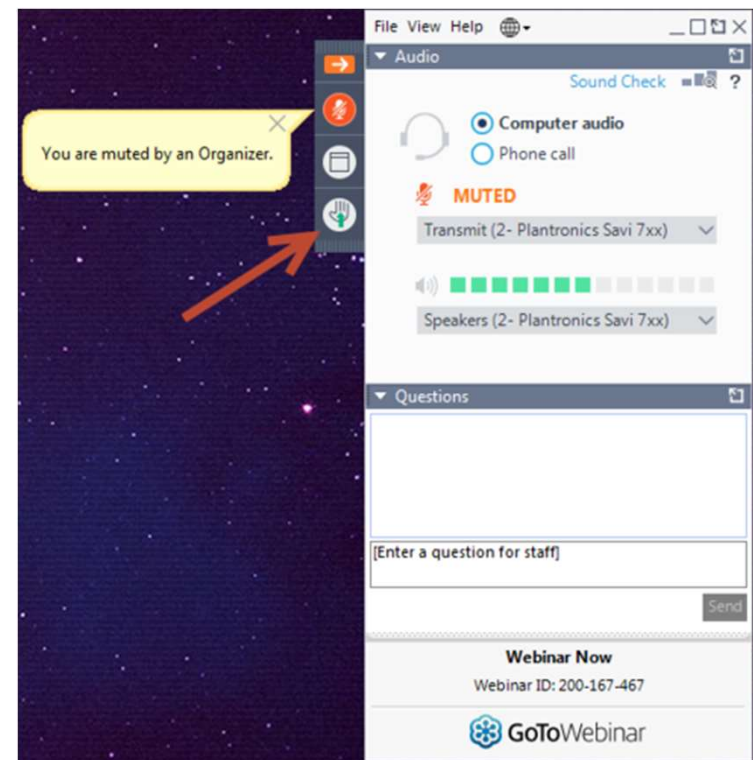 File View Help
Audio
Sound Check ?
Computer audio
You are muted by an Organizer.
Phone call
MUTED
Transmit (2- Plantronics Savi 7xx)
Speakers (2- Plantronics Savi 7xx)
Questions
[Enter a question for staff]
Send
Webinar Now
Webinar ID: 200-167-467
GoToWebinar